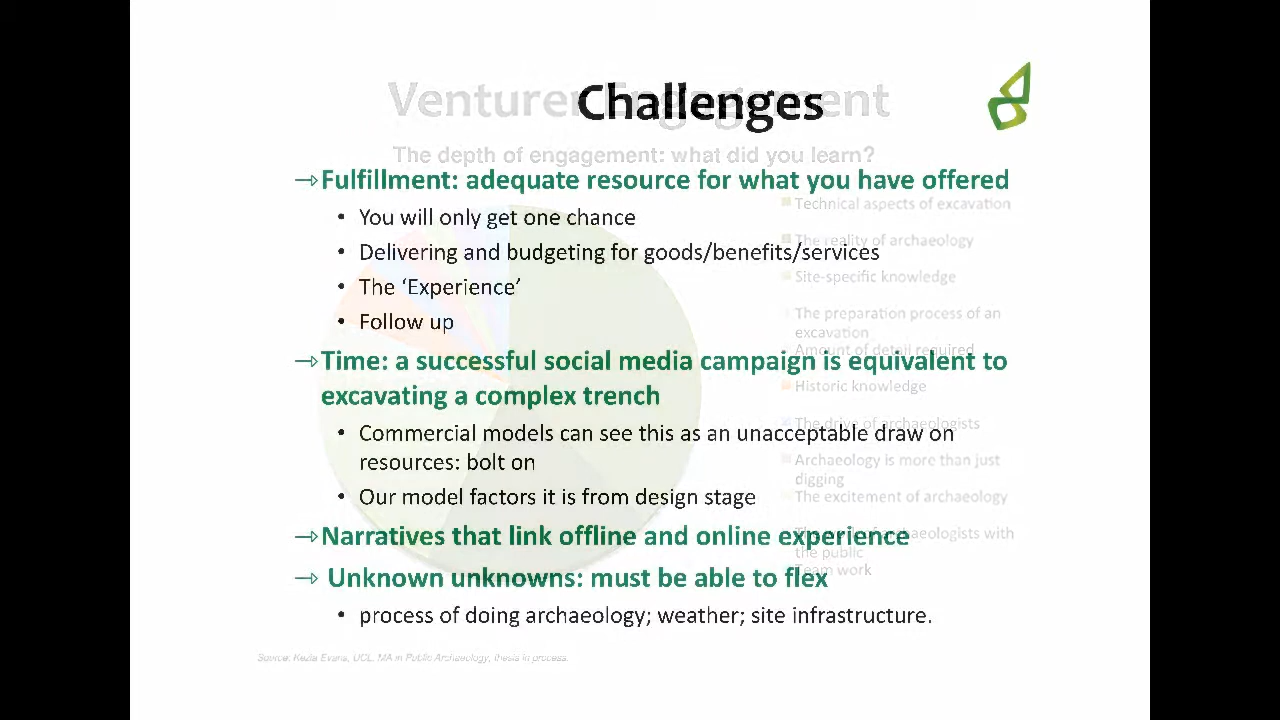 Venturer Engagement
Challenges
The depth of engagement: what did you learn?
→Fulfillment: adequate resource for what you have offered
• You will only get one chance
• Delivering and budgeting for goods/benefits/services
• The ‘Experience’
• Follow up
→Time: a successful social media campaign is equivalent to
excavating a complex trench
• Commercial models can see this as an unacceptable draw on
resources: bolt on
• Our model factors it is from design stage
→Narratives that link offline and online experience
→ Unknown unknowns: must be able to flex
• process of doing archaeology; weather; site infrastructure.
Technical aspects of excavation
The reality of archaeology
Site-specific knowledge
The preparation process of an
excavation
Amount of detail required
Historic knowledge
The drive of archaeologists
Archaeology is more than just
digging
The excitement of archaeology
archaeologists with
the public
Team work
Source: Kezia Evans, UCL, MA in Public Archaeology, thesis in process.